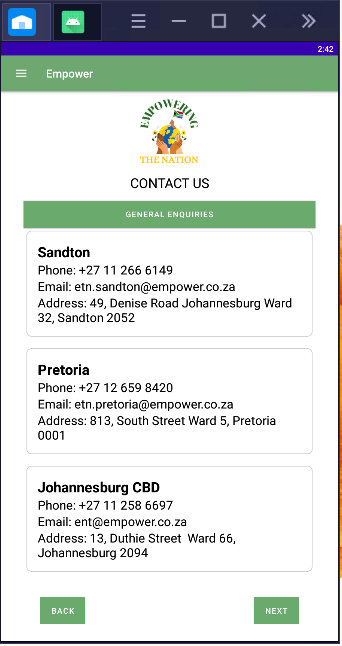 2:42
Empower
EMPOWERING
THE NATION
CONTACT US
GENERAL ENQUIRIES
Sandton
Phone: +27 11 266 6149
Email: etn.sandton@empower.co.za
Address: 49, Denise Road Johannesburg Ward
32, Sandton 2052
Pretoria
Phone: +27 12 659 8420
Email: etn.pretoria@empower.co.za
Address: 813, South Street Ward 5, Pretoria
0001
Johannesburg CBD
Phone: +27 11 258 6697
Email: ent@empower.co.za
Address: 13, Duthie Street  Ward 66,
Johannesburg 2094
BACK
NEXT